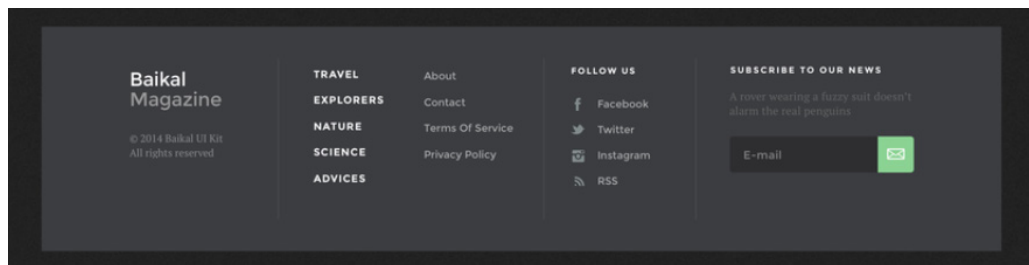 Baikal
Magazine
© 2014 Baikal UI Kit
All rights reserved
TRAVEL
EXPLORERS
NATURE
SCIENCE
ADVICES
About
Contact
Terms Of Service
Privacy Policy
FOLLOW US
Facebook
Twitter
Instagram
RSS
SUBSCRIBE TO OUR NEWS
A rover wearing a fuzzy suit doesn't
alarm the real penguins
E-mail